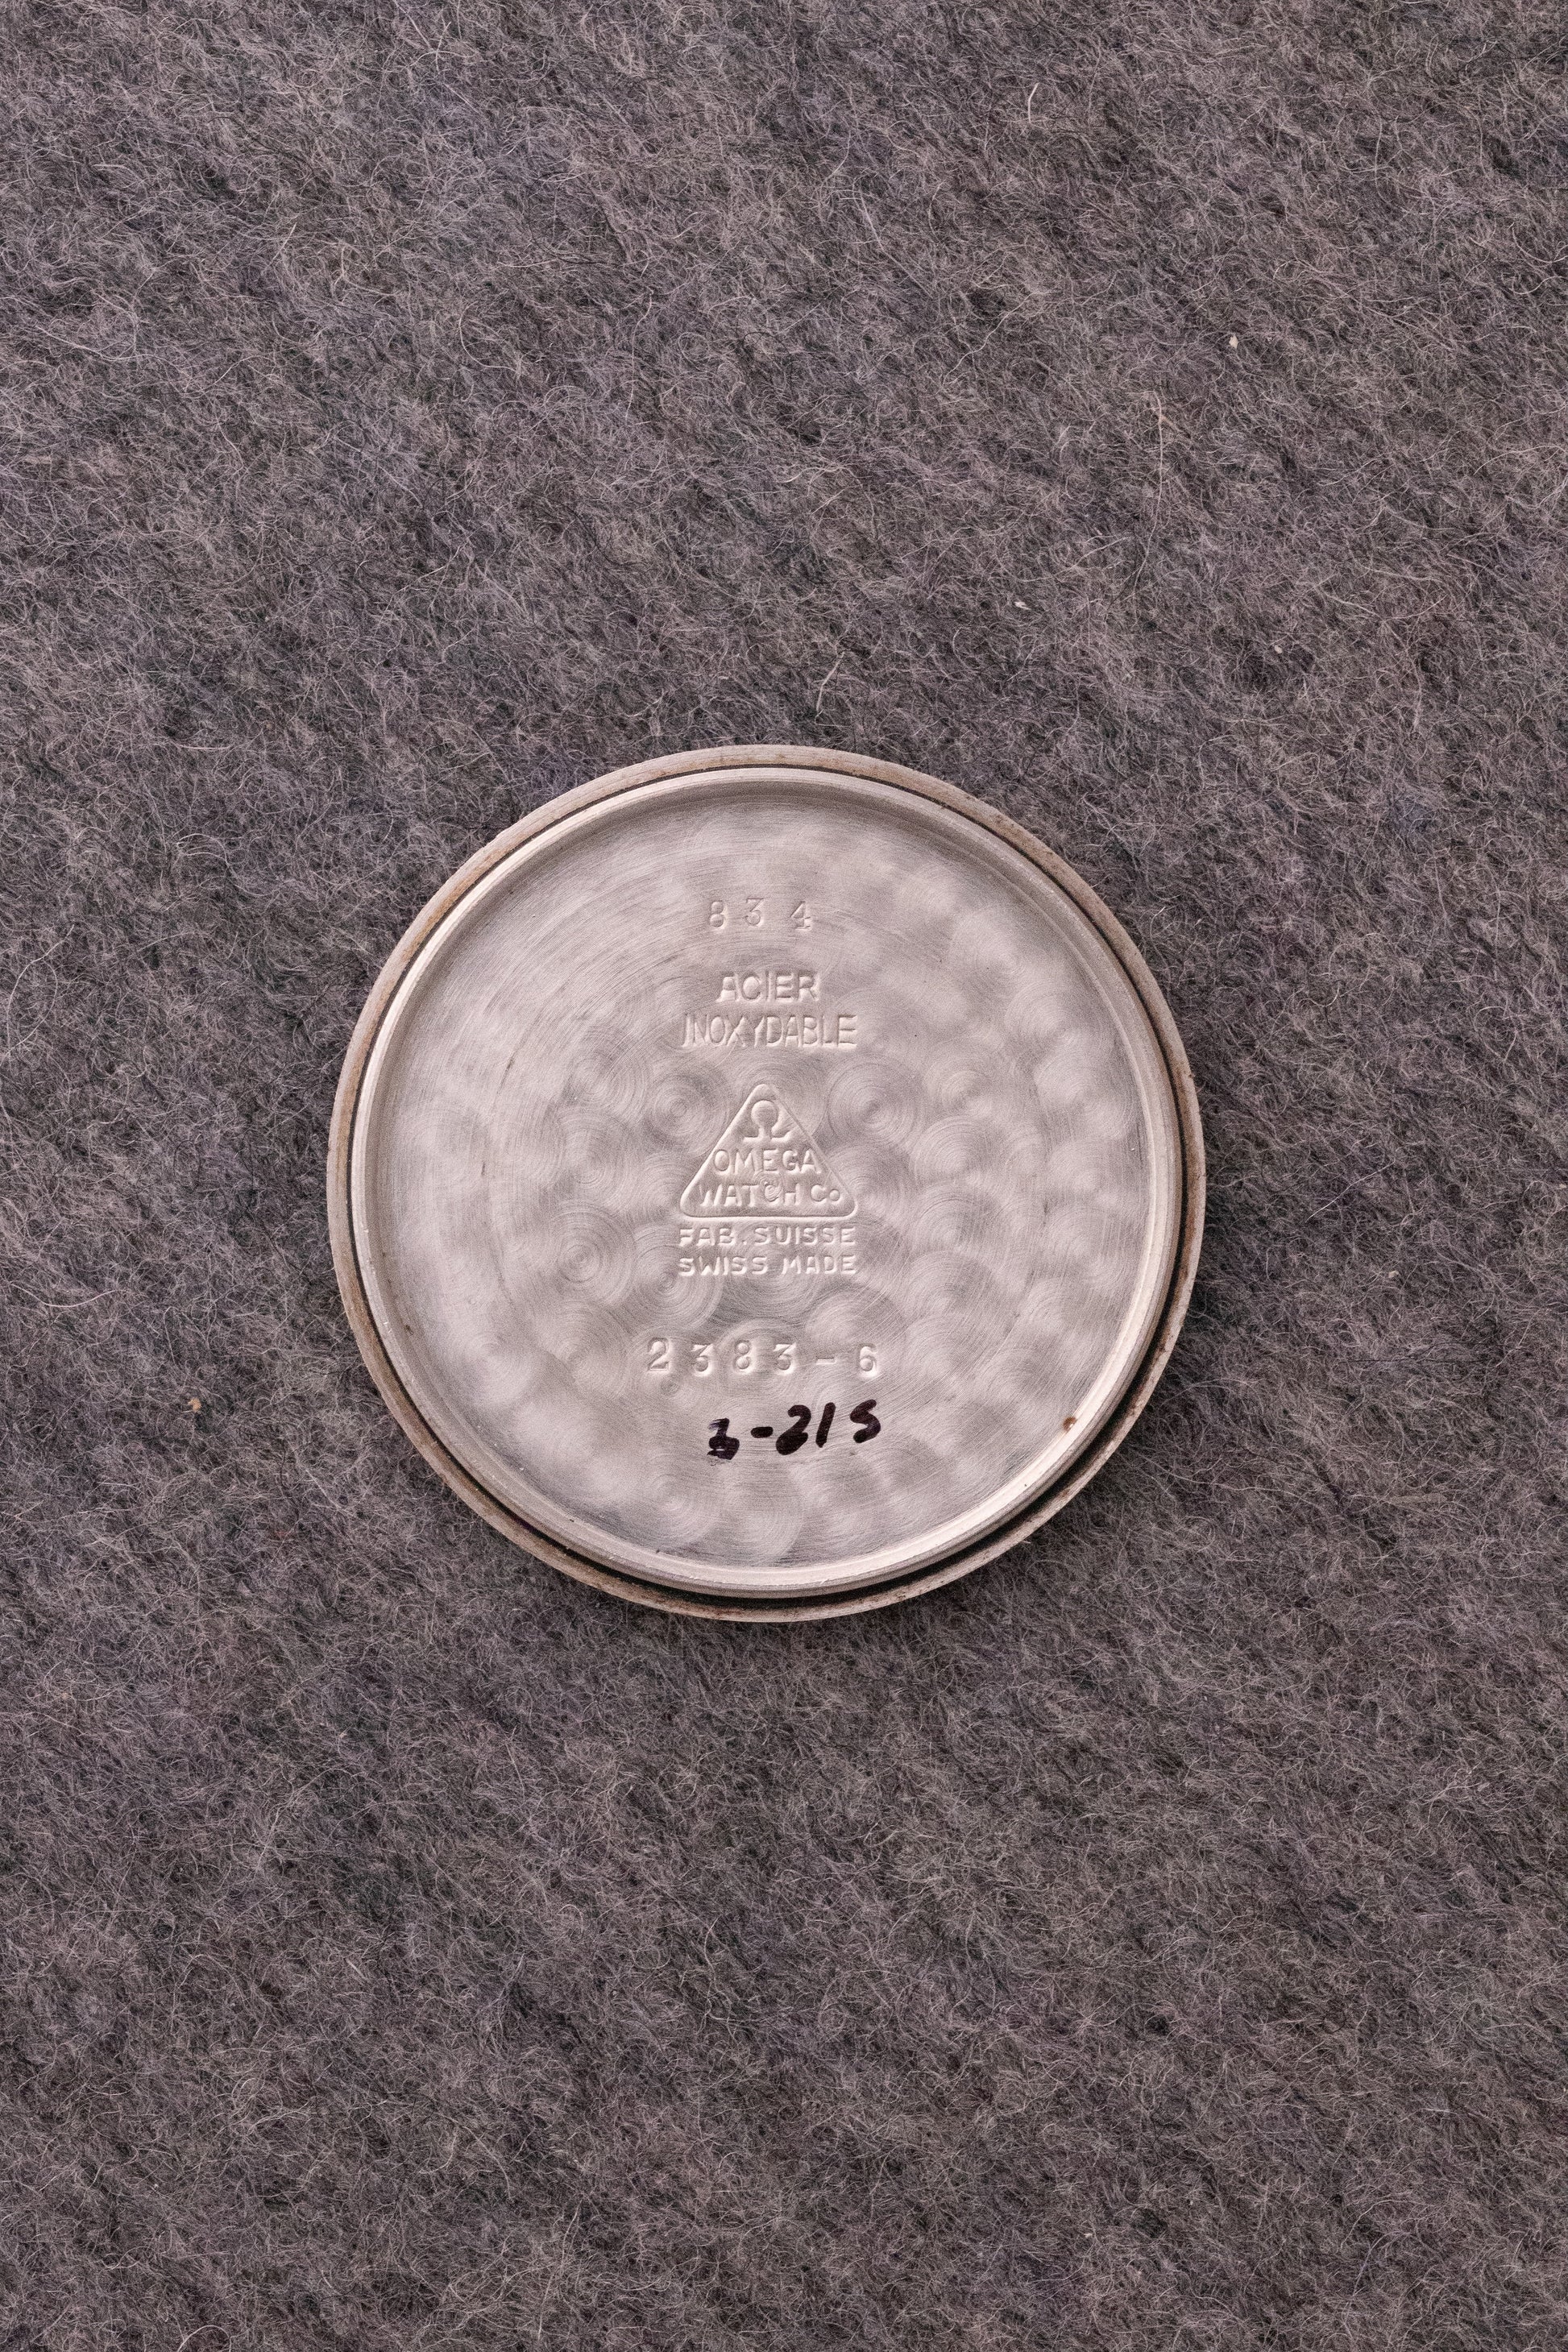 834
ACIER
INOXYDABLE
Ω
OMEGA
WATCH Co
FAB. SUISSE
SWISS MADE
2383-6